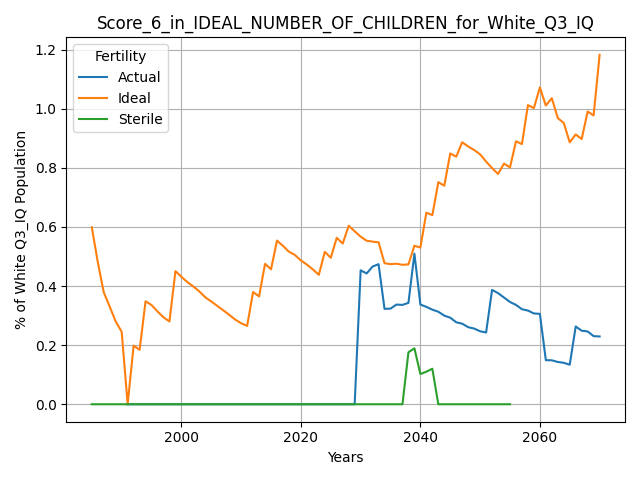 Score_6_in_IDEAL_NUMBER_OF_CHILDREN_for_White_Q3_IQ
Fertility
Actual
Ideal
Sterile
% of White Q3_IQ Population
1.2
1.0
0.8
0.6
0.4
0.2
0.0
2000
2020
2040
2060
Years